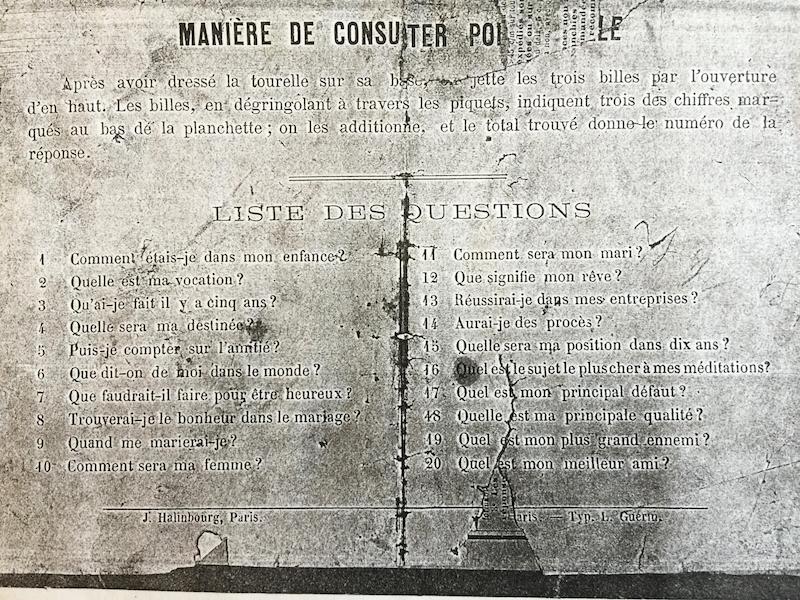 MANIÈRE DE CONSULTER
Après avoir dressé la tourelle sur sa base, jette les trois billes par l'ouverture
d'en haut. Les billes, en dégringolant à travers les piquets, indiquent trois des chiffres mar-
qués au bas de la planchette ; on les additionne, et le total trouvé donne le numéro de la
réponse.
LISTE DES QUESTIONS
1 Comment étais-je dans mon enfance ?
2 Quelle est ma vocation ?
3 Qu'ai-je fait il y a cinq ans ?
4 Quelle sera ma destinée ?
5 Puis-je compter sur l'amitié ?
6 Que dit-on de moi dans le monde ?
7 Que faudrait-il faire pour être heureux ?
8 Trouverai-je le bonheur dans le mariage ?
9 Quand me marierai-je ?
10 Comment sera ma femme ?
11 Comment sera mon mari ?
12 Que signifie mon rêve ?
13 Réussirai-je dans mes entreprises ?
14 Aurai-je des procès ?
15 Quelle sera ma position dans dix ans ?
16 Quel est le sujet le plus cher à mes méditations ?
17 Quel est mon principal défaut ?
18 Quelle est ma principale qualité ?
19 Quel est mon plus grand ennemi ?
20 Quel est mon meilleur ami ?
J. Halinbourg, Paris.
Paris. — Typ. L. Guérin.